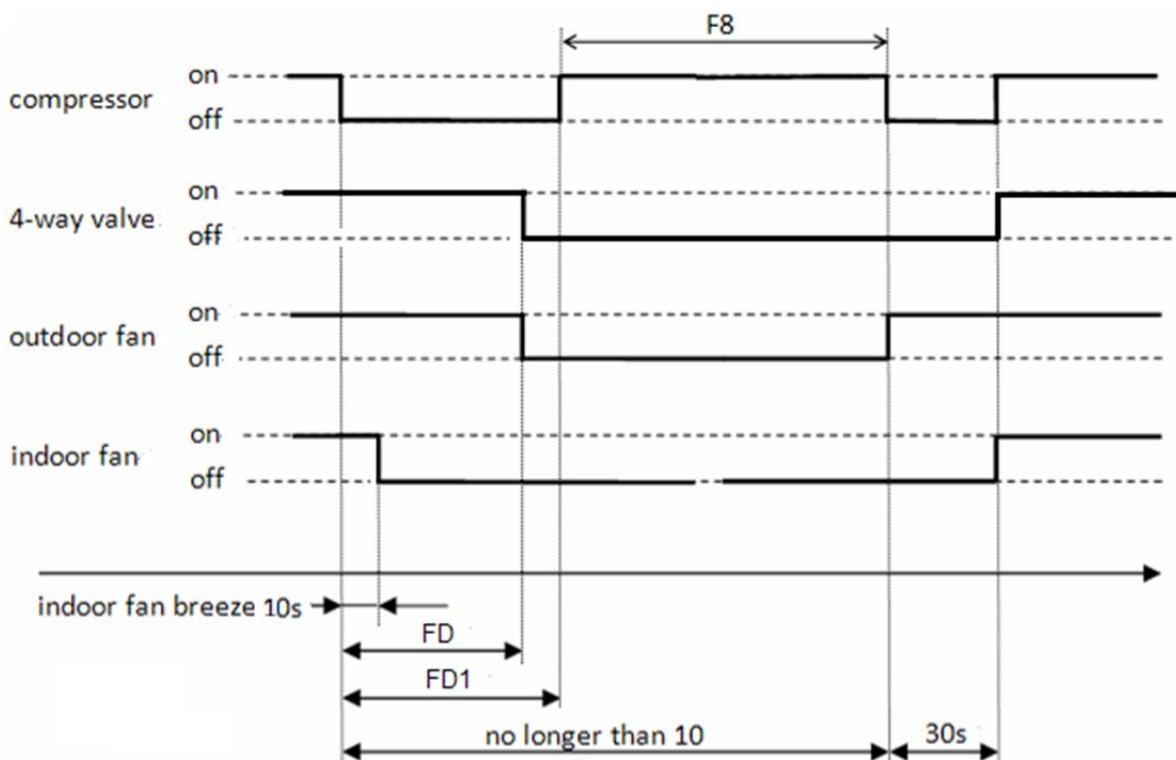 F8
on
compressor
off
on
4-way valve
off
on
outdoor fan
off
on
indoor fan
off
indoor fan breeze 10s
FD
FD1
no longer than 10
30s